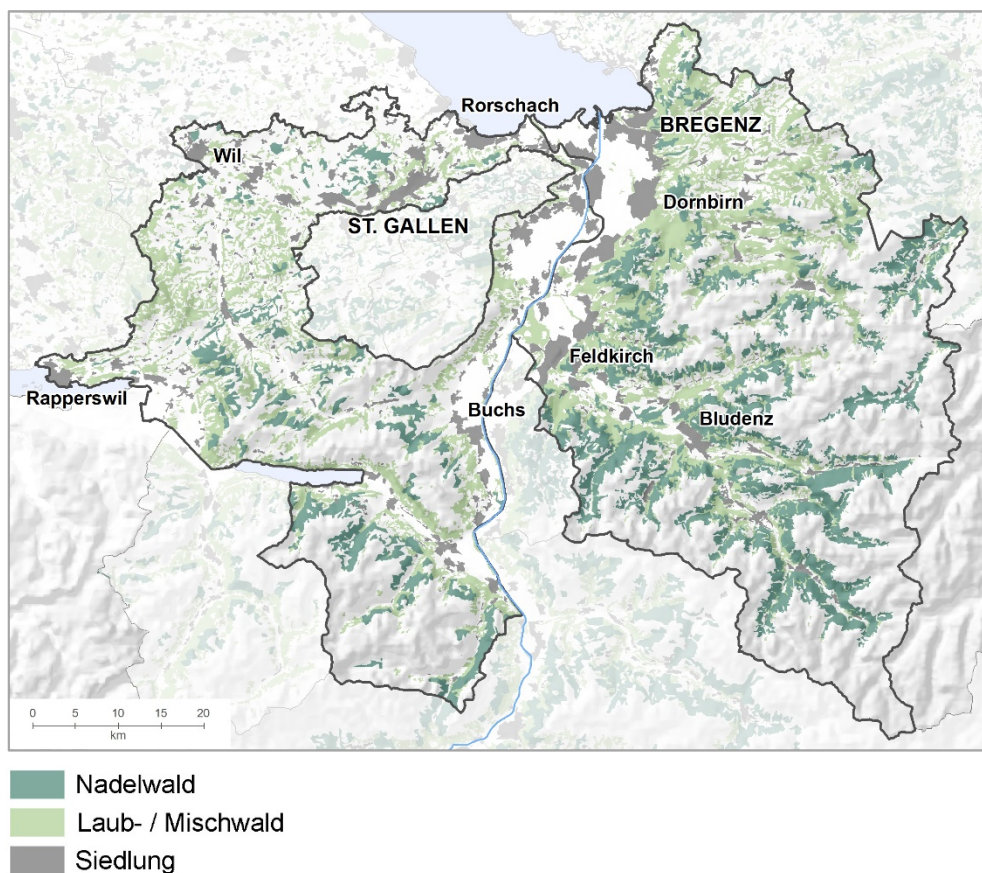 Rorschach
BREGENZ
Wil
Dornbirn
ST. GALLEN
Feldkirch
Rapperswil
Buchs
Bludenz
0 5 10 15 20
km
Nadelwald
Laub- / Mischwald
Siedlung